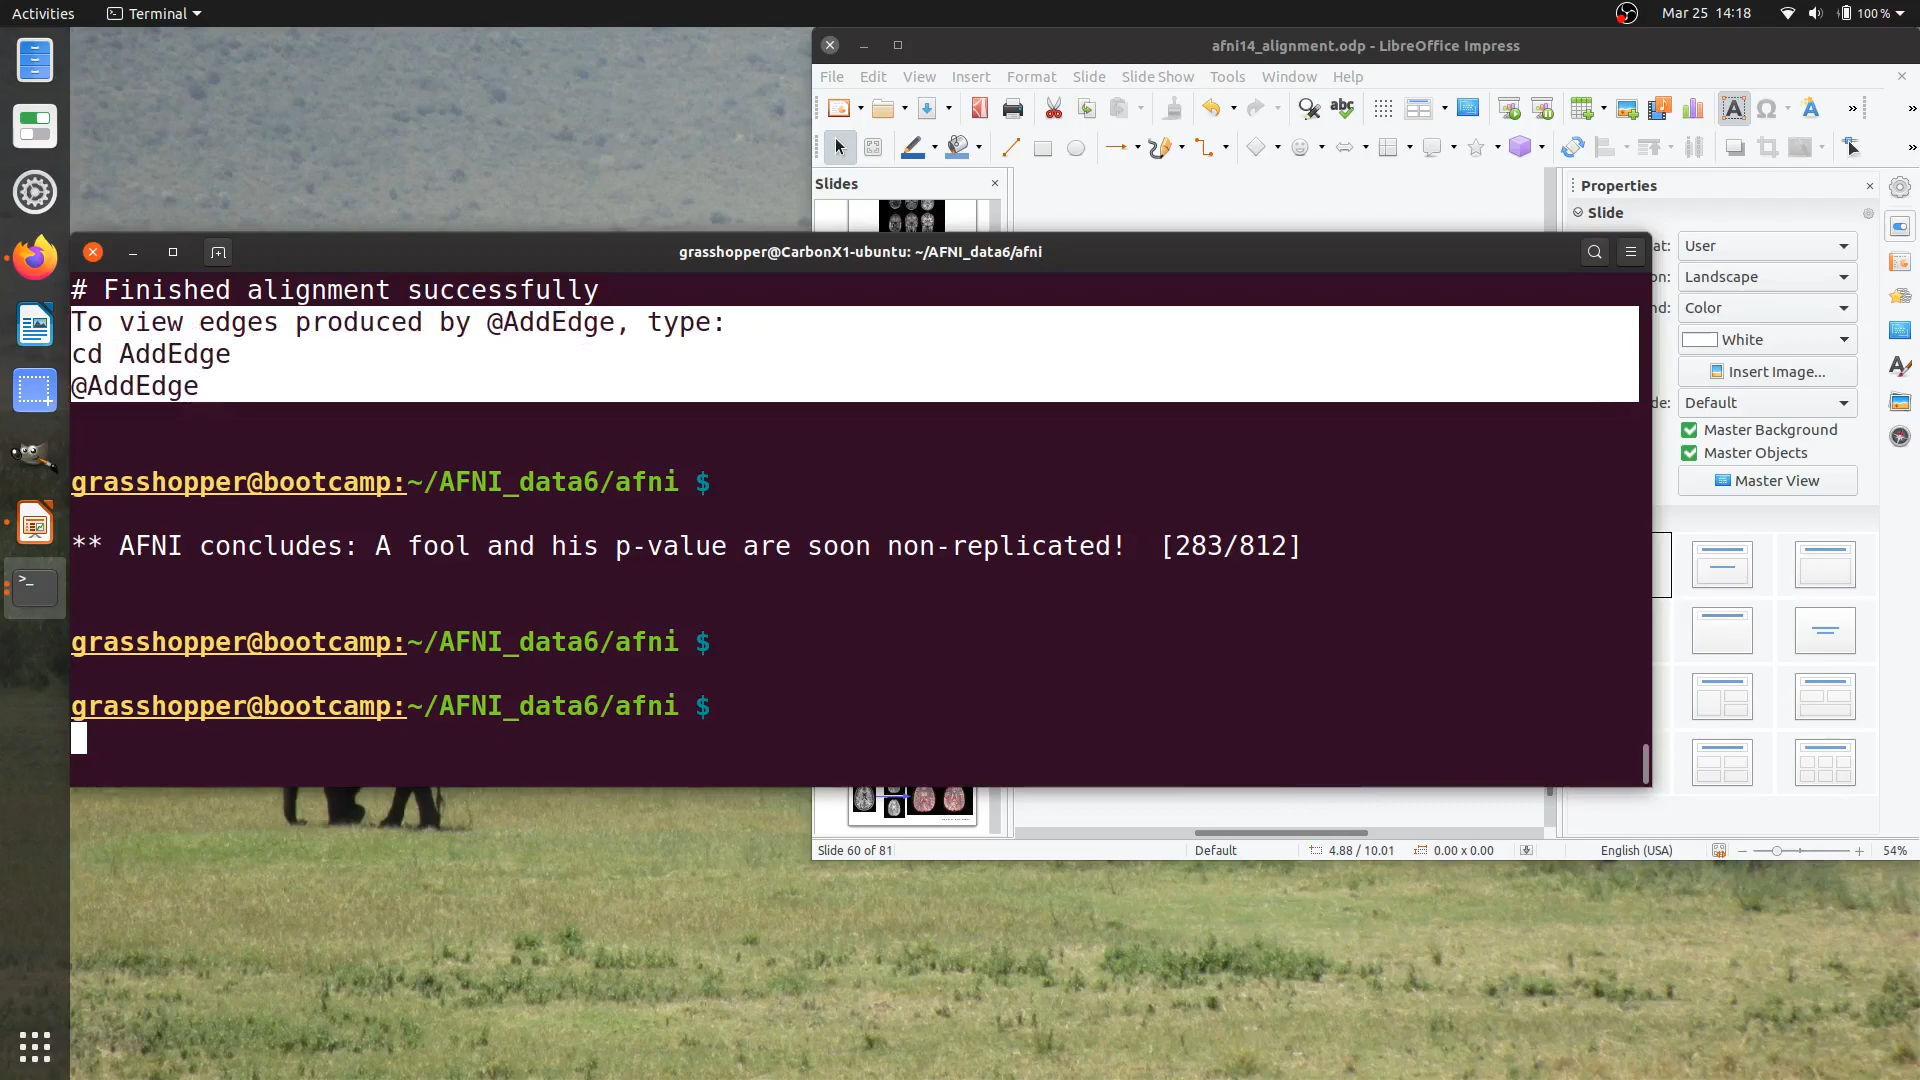 Activities
Terminal
Mar 25 14:18
100 %
afni14_alignment.odp - LibreOffice Impress
File Edit View Insert Format Slide Slide Show Tools Window Help
Slides
Properties
Slide
grasshopper@CarbonX1-ubuntu: ~/AFNI_data6/afni
# Finished alignment successfully
To view edges produced by @AddEdge, type:
cd AddEdge
@AddEdge
grasshopper@bootcamp:~/AFNI_data6/afni $
** AFNI concludes: A fool and his p-value are soon non-replicated! [283/812]
grasshopper@bootcamp:~/AFNI_data6/afni $
grasshopper@bootcamp:~/AFNI_data6/afni $
User
Landscape
Color
White
Insert Image...
Default
Master Background
Master Objects
Master View
Slide 60 of 81
Default
4.88 / 10.01
0.00 x 0.00
English (USA)
54%